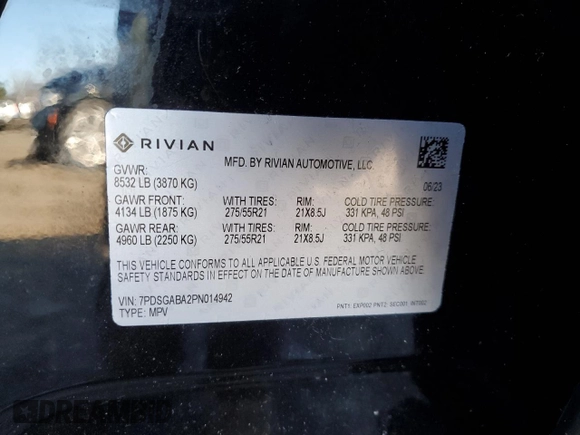 RIVIAN
MFD. BY RIVIAN AUTOMOTIVE, LLC.
GVWR:
8532 LB (3870 KG) 06/23
GAWR FRONT: WITH TIRES: RIM: COLD TIRE PRESSURE:
4134 LB (1875 KG) 275/55R21 21X8.5J 331 KPA, 48 PSI
GAWR REAR: WITH TIRES: RIM: COLD TIRE PRESSURE:
4960 LB (2250 KG) 275/55R21 21X8.5J 331 KPA, 48 PSI
THIS VEHICLE CONFORMS TO ALL APPLICABLE U.S. FEDERAL MOTOR VEHICLE
SAFETY STANDARDS IN EFFECT ON THE DATE OF MANUFACTURE SHOWN ABOVE.
VIN: 7PDSGABA2PN014942
TYPE: MPV
PNT1: EXP002 PNT2: